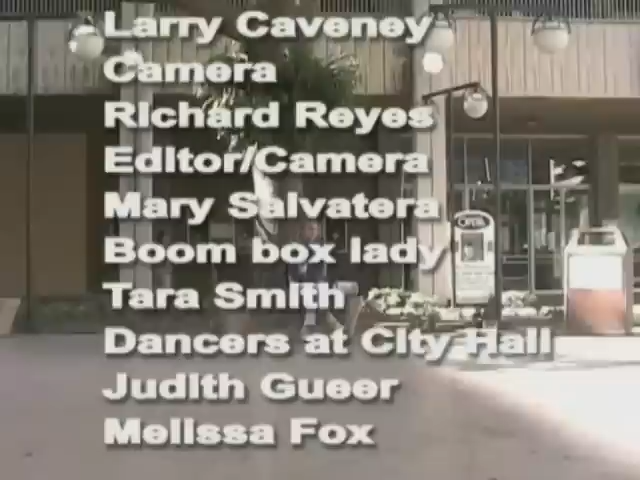 Larry Caveney
Camera
Richard Reyes
Editor/Camera
Mary Salvatera
Boom box lady
Tara Smith
Dancers at City Hall
Judith Gueer
Melissa Fox
OPEN